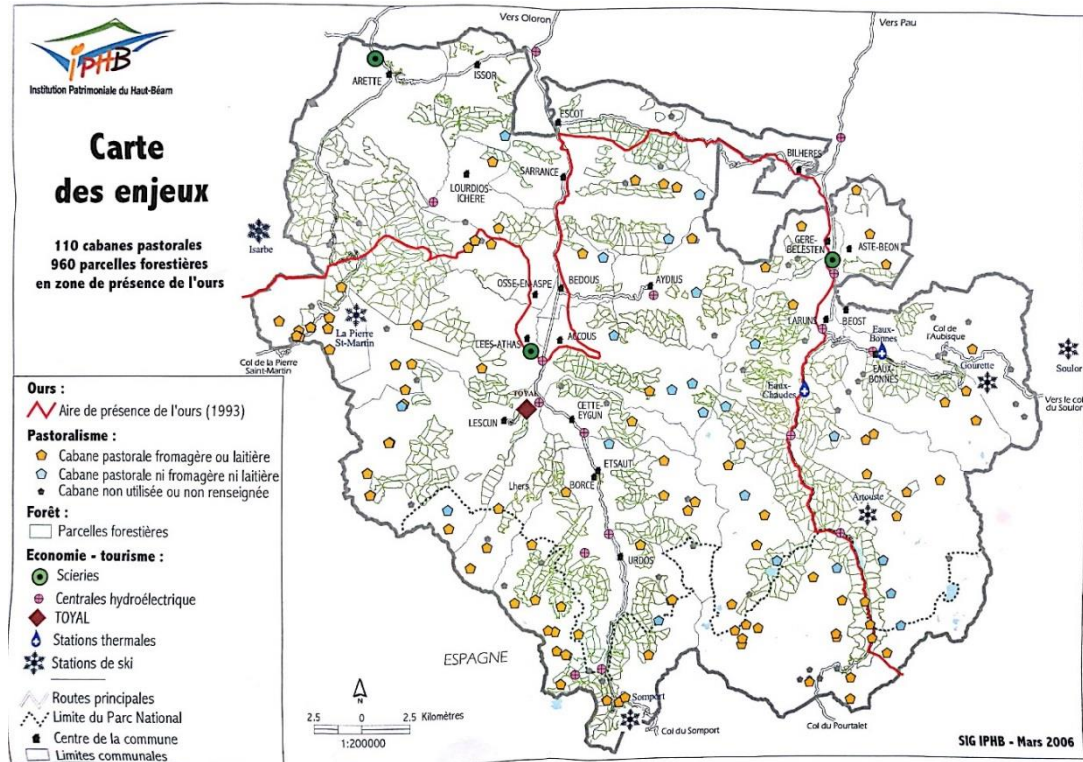 iPHB
Institution Patrimoniale du Haut-Béarn
Carte
des enjeux
110 cabanes pastorales
960 parcelles forestières
en zone de présence de l'ours
Vers Oloron
Vers Pau
ARETTE
ISSOR
ESCOT
BILHERES
SARRANCE
LOURDIOS-
ICHERE
Isarbe
GERE-
BELESTEN
ASTE-BEON
OSSE-EN-ASPE
BEDOUS
AYDIUS
La Pierre
St-Martin
LARUNS
BEOST
Eaux-
Bonnes
Col de
l'Aubisque
LEES-ATHAS
ACCOUS
EAUX-
BONNES
Gourette
Soulor
Col de la Pierre
Saint-Martin
Eaux-
Chaudes
Vers le col
du Soulor
TOYAL
LESCUN
CETTE-
EYGUN
ETSAUT
BORCE
Lhers
Artouste
URDOS
ESPAGNE
Somport
Col du Somport
Col du Pourtalet
Ours :
Aire de présence de l'ours (1993)
Pastoralisme :
Cabane pastorale fromagère ou laitière
Cabane pastorale ni fromagère ni laitière
Cabane non utilisée ou non renseignée
Forêt :
Parcelles forestières
Economie - tourisme :
Scieries
Centrales hydroélectrique
TOYAL
Stations thermales
Stations de ski
Routes principales
Limite du Parc National
Centre de la commune
Limites communales
N
2.5 0 2.5 Kilomètres
1:200000
SIG IPHB - Mars 2006